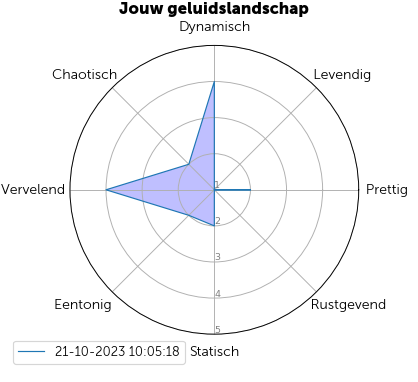 Jouw geluidslandschap
Dynamisch
Chaotisch
Levendig
Vervelend
1
Prettig
2
3
Eentonig
4
Rustgevend
5
21-10-2023 10:05:18
Statisch